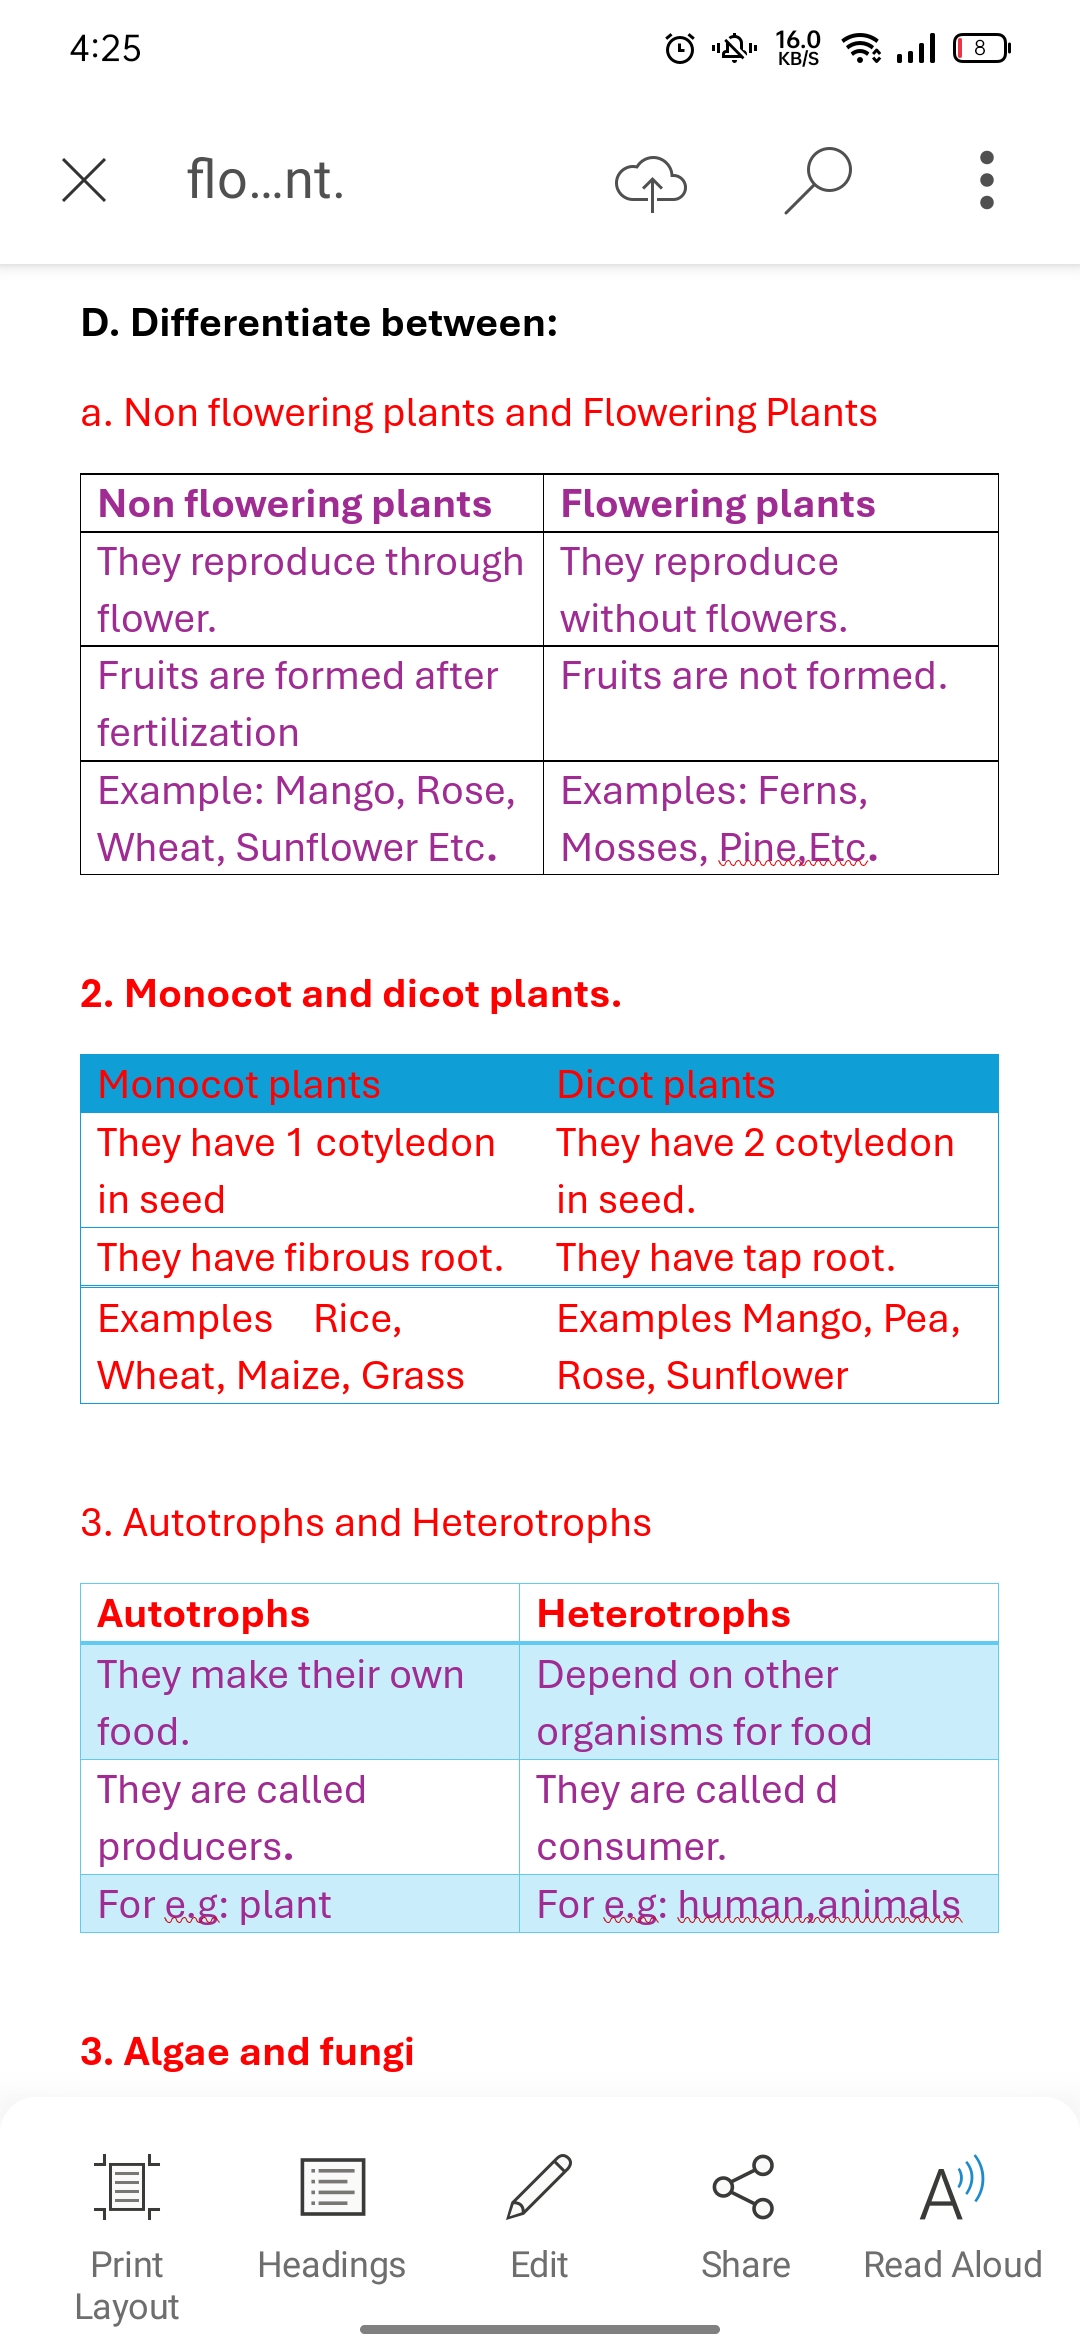 4:25
16.0
KB/S
8
flo...nt.
D. Differentiate between:
a. Non flowering plants and Flowering Plants
Non flowering plants
Flowering plants
They reproduce through
flower.
They reproduce
without flowers.
Fruits are formed after
fertilization
Fruits are not formed.
Example: Mango, Rose,
Wheat, Sunflower Etc.
Examples: Ferns,
Mosses, Pine,Etc.
2. Monocot and dicot plants.
Monocot plants
Dicot plants
They have 1 cotyledon
in seed
They have 2 cotyledon
in seed.
They have fibrous root.
They have tap root.
Examples Rice,
Wheat, Maize, Grass
Examples Mango, Pea,
Rose, Sunflower
3. Autotrophs and Heterotrophs
Autotrophs
Heterotrophs
They make their own
food.
Depend on other
organisms for food
They are called
producers.
They are called d
consumer.
For e.g: plant
For e.g: human,animals
3. Algae and fungi
Print
Layout
Headings
Edit
Share
Read Aloud